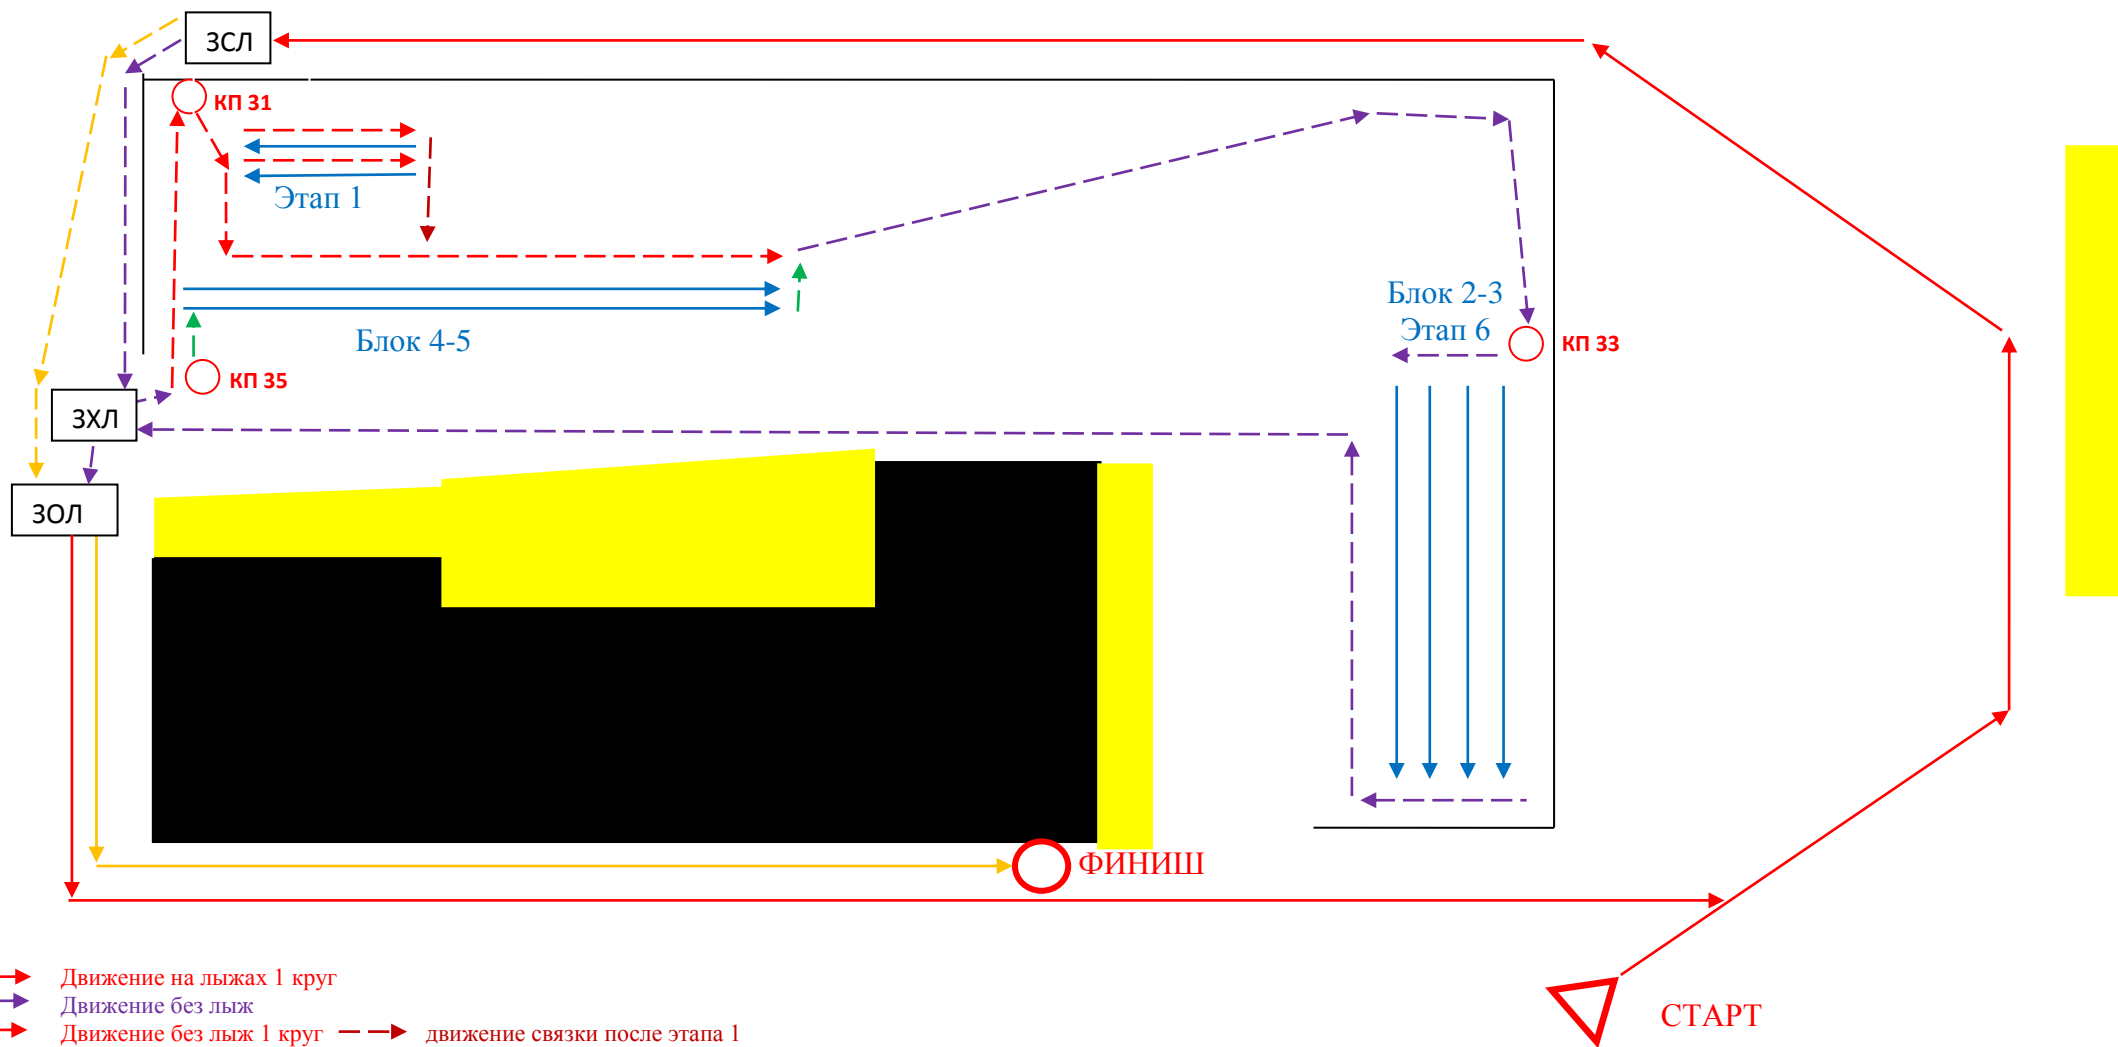 ЗСЛ
КП 31
Этап 1
Блок 2-3
Этап 6
КП 33
Блок 4-5
КП 35
ЗХЛ
ЗОЛ
ФИНИШ
Движение на лыжах 1 круг
Движение без лыж
СТАРТ
Движение без лыж 1 круг движение связки после этапа 1